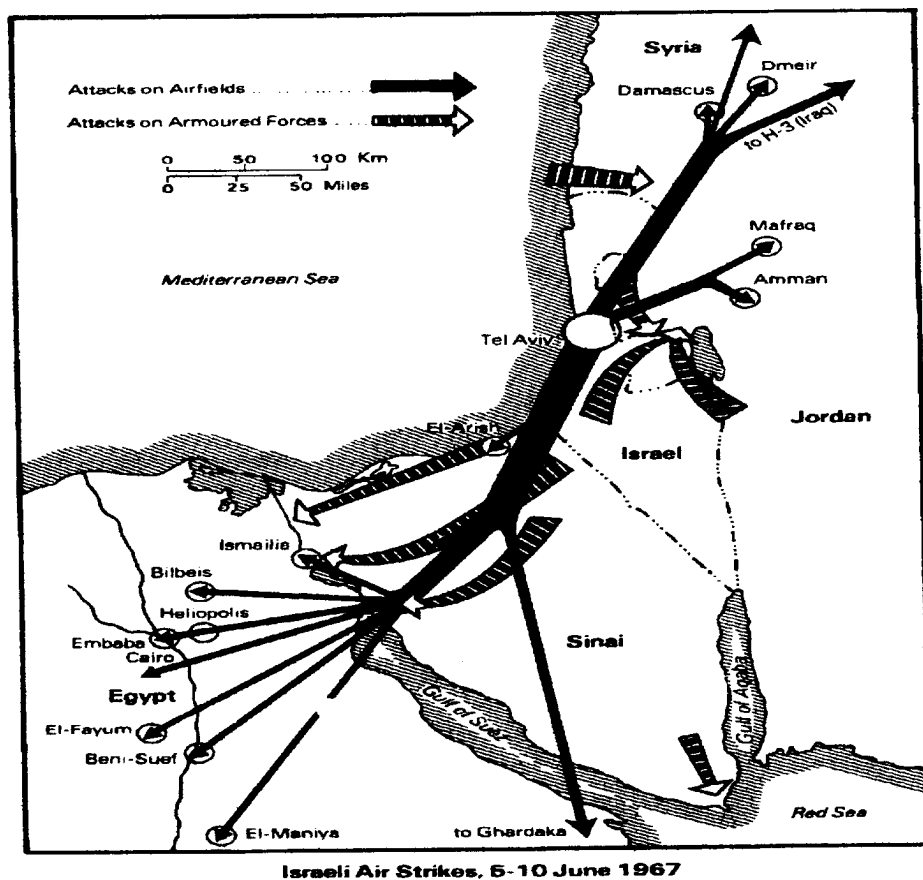 Syria
Dmeir
Damascus
Attacks on Airfields
to H-3 (Iraq)
Attacks on Armoured Forces
0 50 100 Km
0 25 50 Miles
Mafraq
Mediterranean Sea
Amman
Tel Aviv
Jordan
El-Arish
Israel
Ismailia
Bilbeis
Heliopolis
Embaba
Cairo
Sinai
Egypt
Gulf of Suez
Gulf of Aqaba
El-Fayum
Beni-Suef
Red Sea
El-Maniya
to Ghardaka
Israeli Air Strikes, 5-10 June 1967